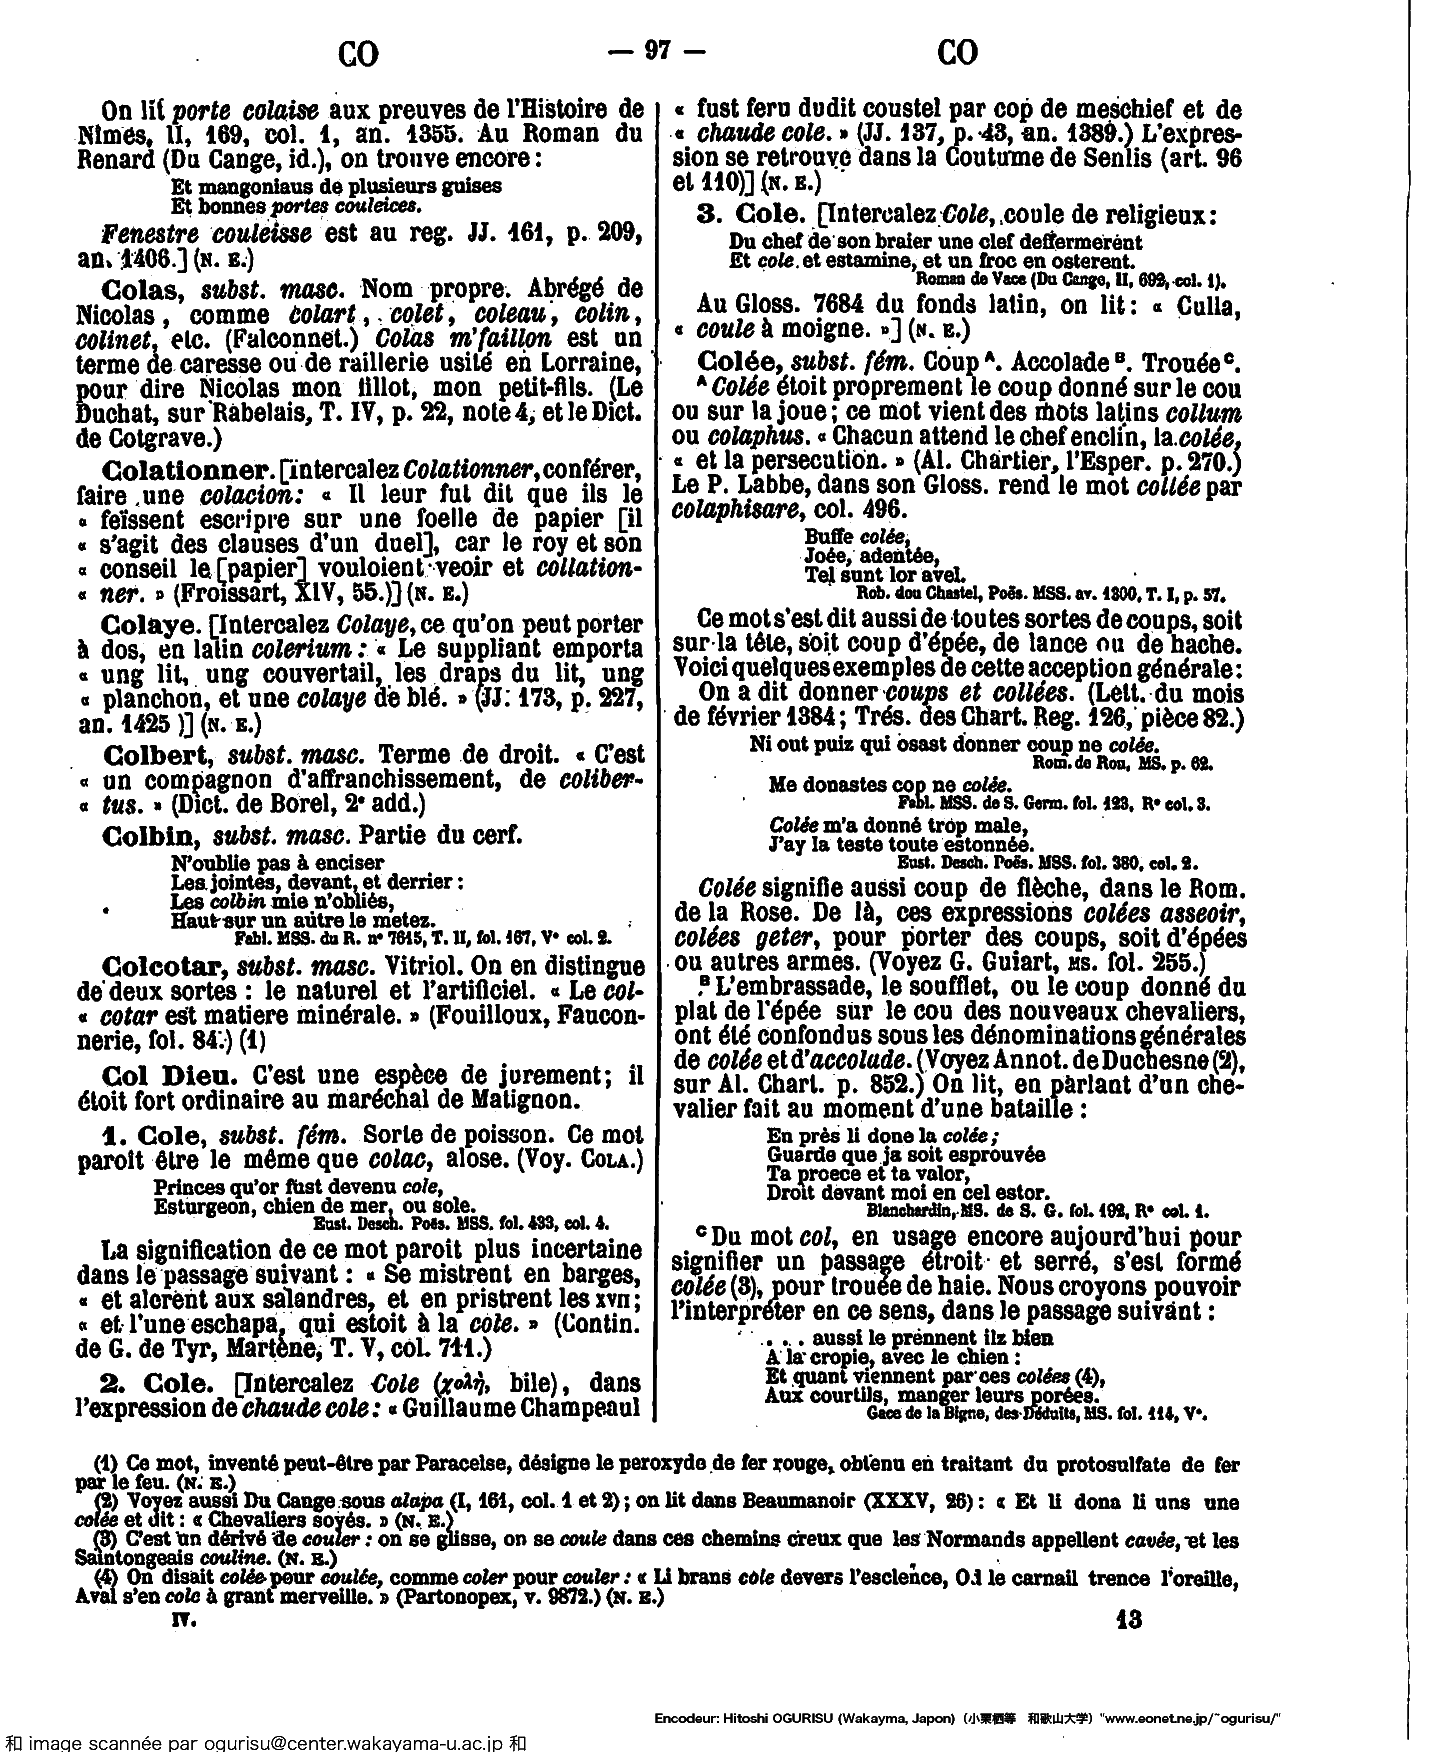 CO — 97 — CO
On lit porte colaise aux preuves de l'Histoire de
Nîmes, II, 169, col. 1, an. 1355. Au Roman du
Renard (Du Cange, id.), on trouve encore :
Et mangoniaus de plusieurs guises
Et bonnes portes couleices.
Fenestre couleisse est au reg. JJ. 161, p. 209,
an. 1406.] (N. E.)
Colas, subst. masc. Nom propre. Abrégé de
Nicolas, comme colart, colet, coleau, colin,
colinet, etc. (Falconnet.) Colas m'faillon est un
terme de caresse ou de raillerie usité en Lorraine,
pour dire Nicolas mon fillot, mon petit-fils. (Le
Duchat, sur Rabelais, T. IV, p. 22, note 4, et le Dict.
de Cotgrave.)
Colationner. [intercalez Colationner, conférer,
faire une colacion : « Il leur fut dit que ils le
« feïssent escripre sur une foelle de papier [il
« s'agit des clauses d'un duel], car le roy et son
« conseil le [papier] vouloient veoir et collation-
« ner. » (Froissart, XIV, 55.)] (N. E.)
Colaye. [Intercalez Colaye, ce qu'on peut porter
à dos, en latin colerium : « Le suppliant emporta
« ung lit, ung couvertail, les draps du lit, ung
« planchon, et une colaye de blé. » (JJ. 173, p. 227,
an. 1425 )] (N. E.)
Colbert, subst. masc. Terme de droit. « C'est
« un compagnon d'affranchissement, de coliber-
« tus. » (Dict. de Borel, 2e add.)
Colbin, subst. masc. Partie du cerf.
N'oublie pas à enciser
Les jointes, devant, et derrier :
Les colbin mie n'obliés,
Haut sur un autre le metez.
Fabl. MSS. du R. no 7615, T. II, fol. 167, Vo col. 2.
Colcotar, subst. masc. Vitriol. On en distingue
de deux sortes : le naturel et l'artificiel. « Le col-
« cotar est matiere minérale. » (Fouilloux, Faucon-
nerie, fol. 84.) (1)
Col Dieu. C'est une espèce de jurement ; il
étoit fort ordinaire au maréchal de Matignon.
1. Cole, subst. fém. Sorte de poisson. Ce mot
paroît être le même que colac, alose. (Voy. COLA.)
Princes qu'or fust devenu cole,
Esturgeon, chien de mer, ou sole.
Eust. Desch. Poës. MSS. fol. 433, col. 4.
La signification de ce mot paroit plus incertaine
dans le passage suivant : « Se mistrent en barges,
« et alcrent aux salandres, et en pristrent les XVII ;
« et l'une eschapa, qui estoit à la cole. » (Contin.
de G. de Tyr, Martène, T. V, col. 711.)
2. Cole. [Intercalez Cole (χολὴ, bile), dans
l'expression de chaude cole : « Guillaume Champeaul
« fust feru dudit coustel par cop de meschief et de
« chaude cole. » (JJ. 137, p. 43, an. 1389.) L'expres-
sion se retrouve dans la Coutume de Senlis (art. 96
et 110)] (N. E.)
3. Cole. [Intercalez Cole, coule de religieux :
Du chef de son braier une clef deffermerent
Et cole et estamine, et un froc en osterent.
Roman de Vace (Du Cange, II, 692, col. 1).
Au Gloss. 7684 du fonds latin, on lit : « Culla,
« coule à moigne. »] (N. E.)
Colée, subst. fém. Coup A. Accolade B. Trouée C.
A Colée étoit proprement le coup donné sur le cou
ou sur la joue ; ce mot vient des mots latins collum
ou colaphus. « Chacun attend le chef enclin, la colée,
« et la persecution. » (Al. Chartier, l'Esper. p. 270.)
Le P. Labbe, dans son Gloss. rend le mot collée par
colaphisare, col. 496.
Buffe colée,
Joée, adentée,
Tel sunt lor avel.
Rob. dou Chastel, Poës. MSS. av. 1300, T. I, p. 57.
Ce mot s'est dit aussi de toutes sortes de coups, soit
sur la tête, soit coup d'épée, de lance ou de hache.
Voici quelques exemples de cette acception générale :
On a dit donner coups et collées. (Lett. du mois
de février 1384 ; Trés. des Chart. Reg. 126, pièce 82.)
Ni out puiz qui osast donner coup ne colée.
Rom. de Rou, MS. p. 62.
Me donastes cop ne colée.
Fabl. MSS. de S. Germ. fol. 123, Ro col. 3.
Colée m'a donné trop male,
J'ay la teste toute estonnée.
Eust. Desch. Poës. MSS. fol. 380, col. 2.
Colée signifie aussi coup de flèche, dans le Rom.
de la Rose. De là, ces expressions colées asseoir,
colées geter, pour porter des coups, soit d'épées
ou autres armes. (Voyez G. Guiart, MS. fol. 255.)
B L'embrassade, le soufflet, ou le coup donné du
plat de l'épée sur le cou des nouveaux chevaliers,
ont été confondus sous les dénominations générales
de colée et d'accolade. (Voyez Annot. de Duchesne (2),
sur Al. Chart. p. 852.) On lit, en parlant d'un che-
valier fait au moment d'une bataille :
En près li done la colée ;
Guarde que ja soit esprouvée
Ta proece et ta valor,
Droit devant moi en cel estor.
Blanchardin, MS. de S. G. fol. 192, Ro col. 1.
C Du mot col, en usage encore aujourd'hui pour
signifier un passage étroit et serré, s'est formé
colée (3), pour trouée de haie. Nous croyons pouvoir
l'interpréter en ce sens, dans le passage suivant :
. . . . aussi le prennent ilz bien
A la cropie, avec le chien :
Et quant viennent par ces colées (4),
Aux courtils, manger leurs porées.
Gace de la Bigne, des Déduits, MS. fol. 114, Vo.
(1) Ce mot, inventé peut-être par Paracelse, désigne le peroxyde de fer rouge, obtenu en traitant du protosulfate de fer
par le feu. (N. E.)
(2) Voyez aussi Du Cange sous alapa (I, 161, col. 1 et 2) ; on lit dans Beaumanoir (XXXV, 26) : « Et li dona li uns une
colée et dit : « Chevaliers soyés. » (N. E.)
(3) C'est un dérivé de couler : on se glisse, on se coule dans ces chemins creux que les Normands appellent cavée, et les
Saintongeais couline. (N. E.)
(4) On disait colée pour coulée, comme coler pour couler : « Li brans cole devers l'esclence, O.i le carnail trence l'oreille,
Aval s'en cole à grant merveille. » (Partonopex, v. 9872.) (N. E.)
IV. 13
Encodeur: Hitoshi OGURISU (Wakayma, Japon)（小栗栖等 和歌山大学）"www.eonet.ne.jp/~ogurisu/"
和 image scannée par ogurisu@center.wakayama-u.ac.jp 和